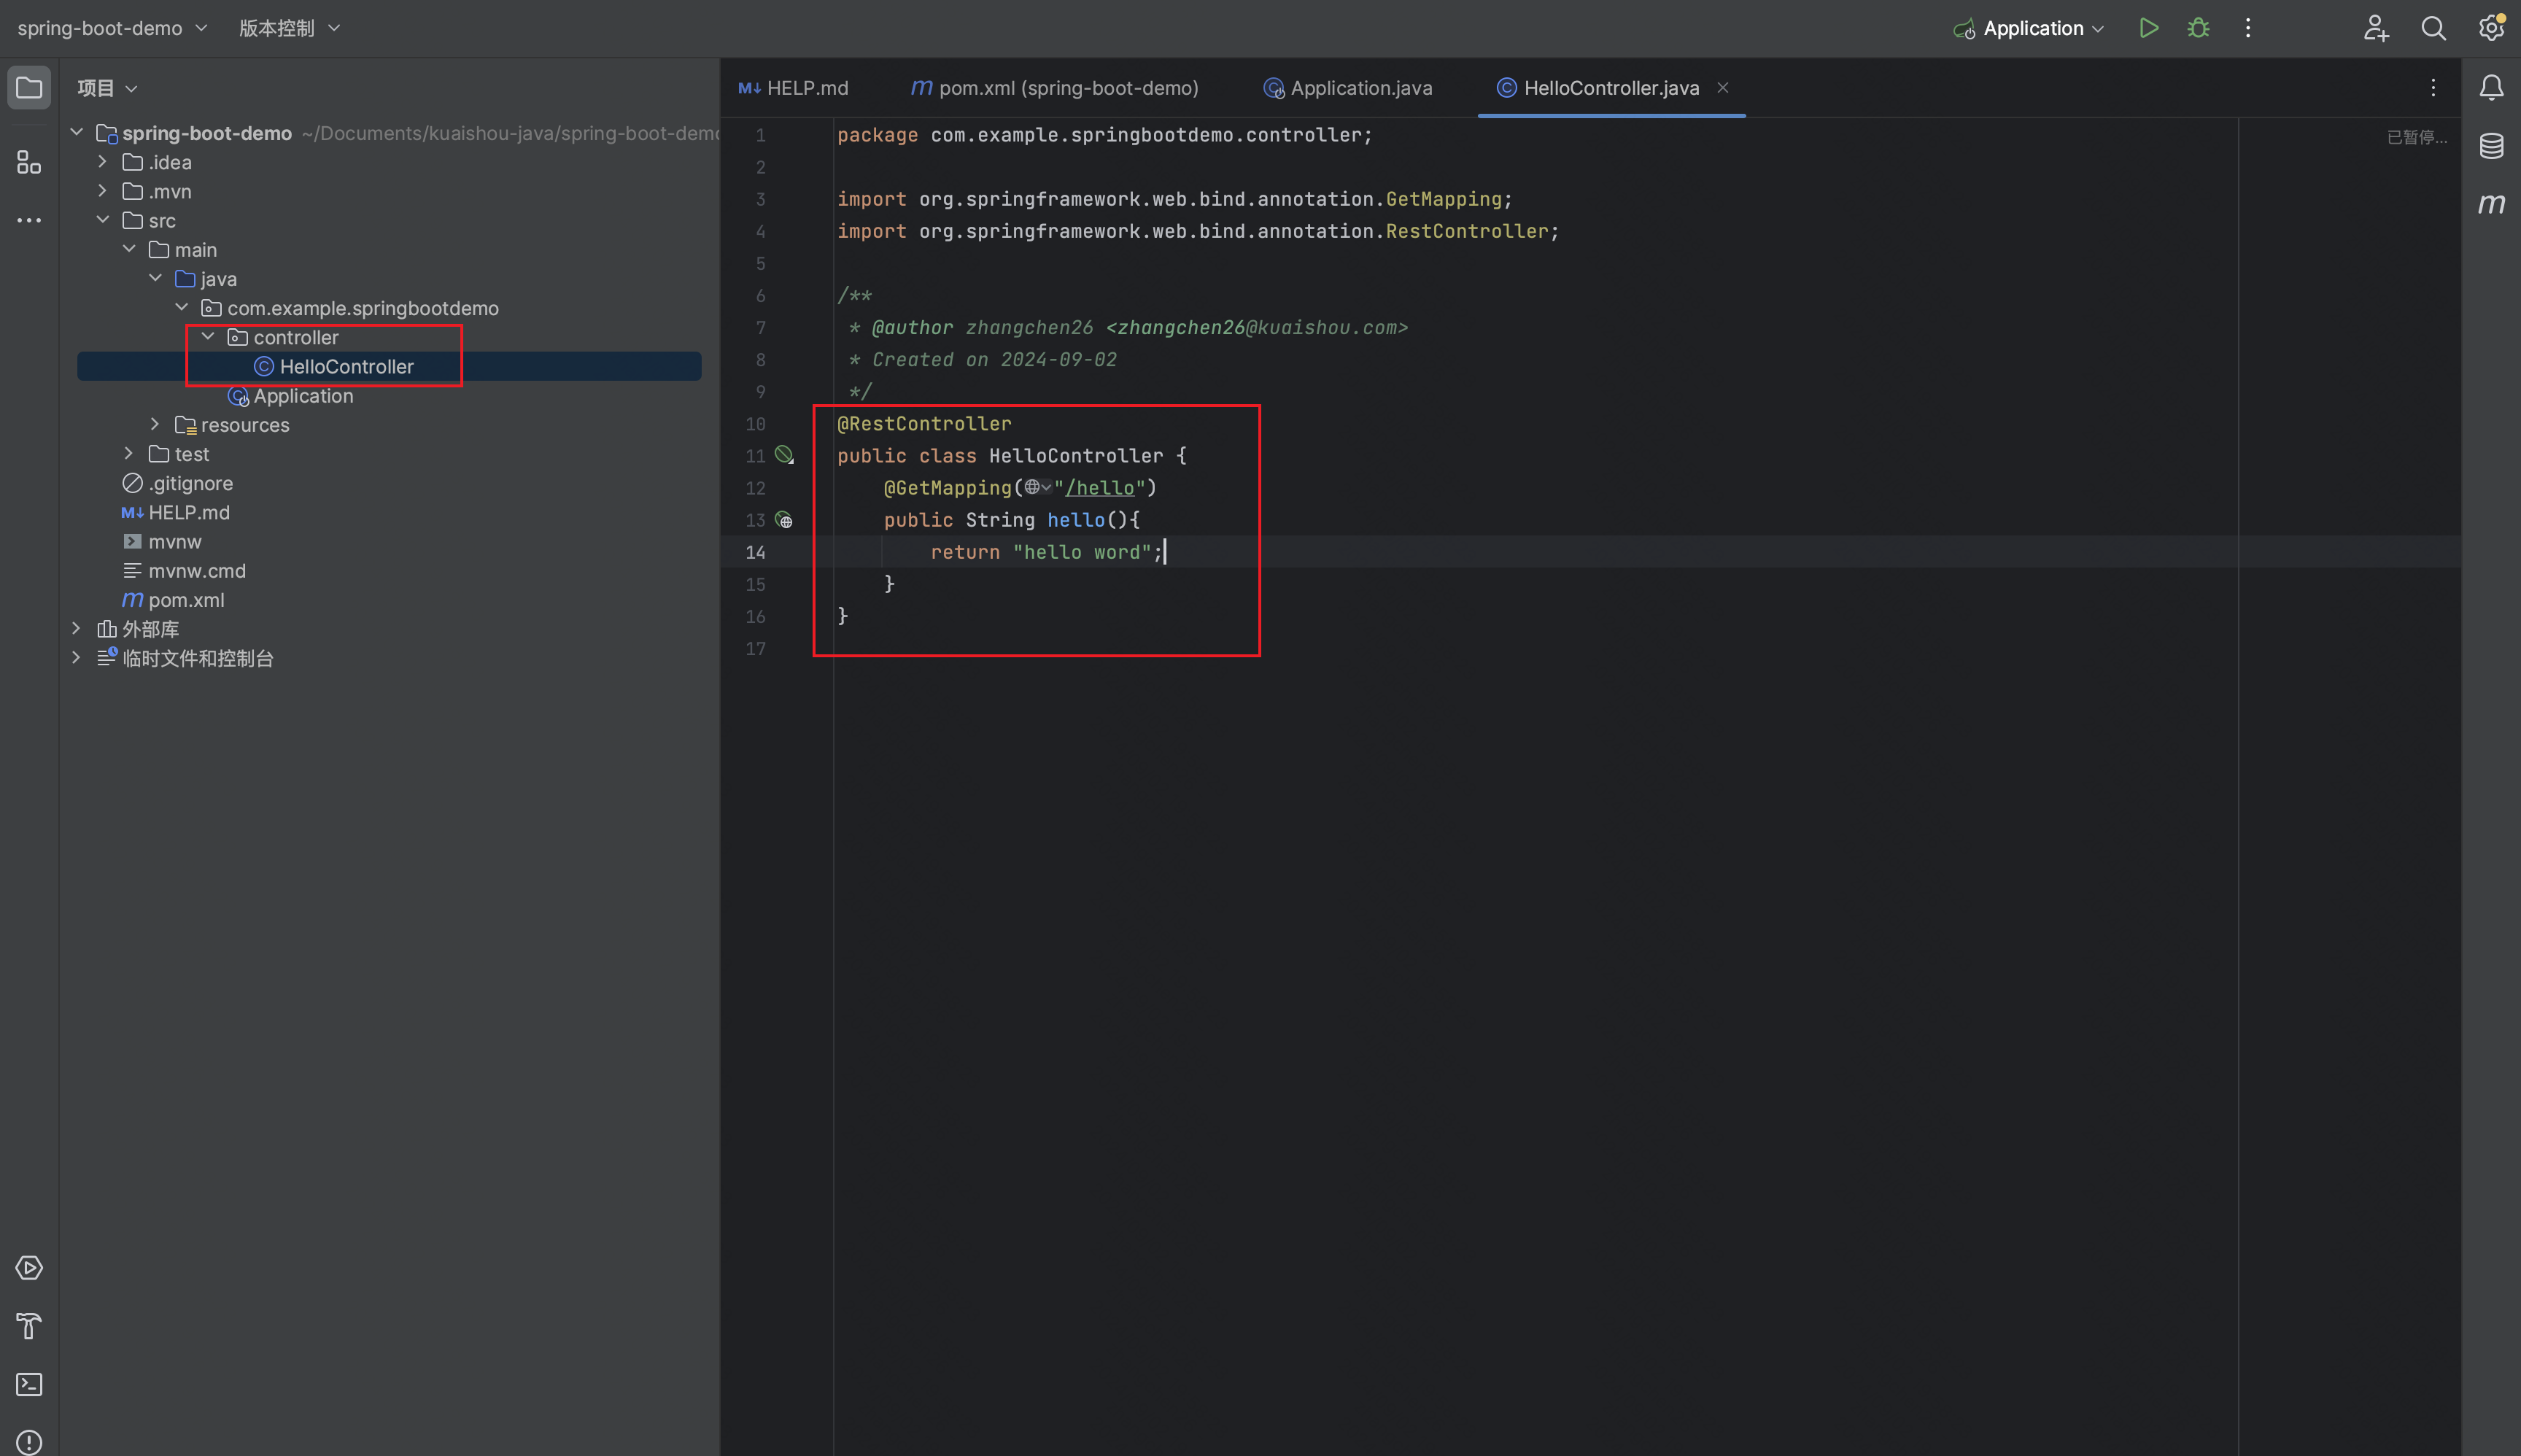 spring-boot-demo 版本控制 Application
项目
HELP.md pom.xml (spring-boot-demo) Application.java HelloController.java
spring-boot-demo ~/Documents/kuaishou-java/spring-boot-demo
.idea
.mvn
src
main
java
com.example.springbootdemo
controller
HelloController
Application
resources
test
.gitignore
HELP.md
mvnw
mvnw.cmd
pom.xml
外部库
临时文件和控制台
已暂停...
1 package com.example.springbootdemo.controller;
2
3 import org.springframework.web.bind.annotation.GetMapping;
4 import org.springframework.web.bind.annotation.RestController;
5
6 /**
7 * @author zhangchen26 <zhangchen26@kuaishou.com>
8 * Created on 2024-09-02
9 */
10 @RestController
11 public class HelloController {
12 @GetMapping("/hello")
13 public String hello(){
14 return "hello word";
15 }
16 }
17